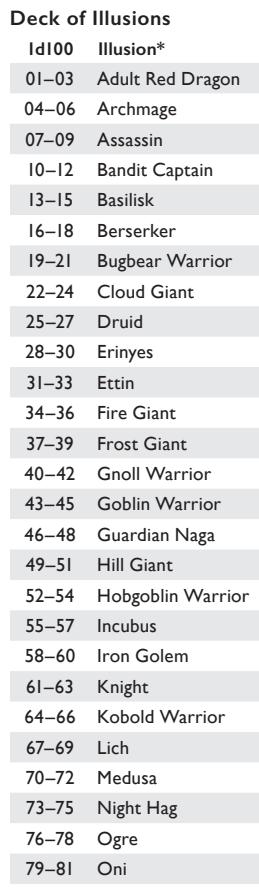 Deck of Illusions
1d100 Illusion*
01–03 Adult Red Dragon
04–06 Archmage
07–09 Assassin
10–12 Bandit Captain
13–15 Basilisk
16–18 Berserker
19–21 Bugbear Warrior
22–24 Cloud Giant
25–27 Druid
28–30 Erinyes
31–33 Ettin
34–36 Fire Giant
37–39 Frost Giant
40–42 Gnoll Warrior
43–45 Goblin Warrior
46–48 Guardian Naga
49–51 Hill Giant
52–54 Hobgoblin Warrior
55–57 Incubus
58–60 Iron Golem
61–63 Knight
64–66 Kobold Warrior
67–69 Lich
70–72 Medusa
73–75 Night Hag
76–78 Ogre
79–81 Oni